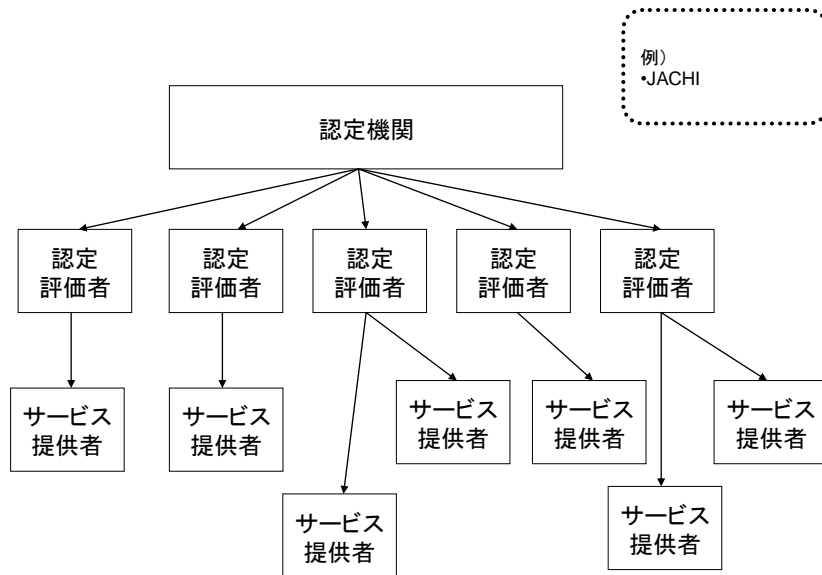 例）
•JACHI
認定機関
認定
評価者
認定
評価者
認定
評価者
認定
評価者
認定
評価者
サービス
提供者
サービス
提供者
サービス
提供者
サービス
提供者
サービス
提供者
サービス
提供者
サービス
提供者